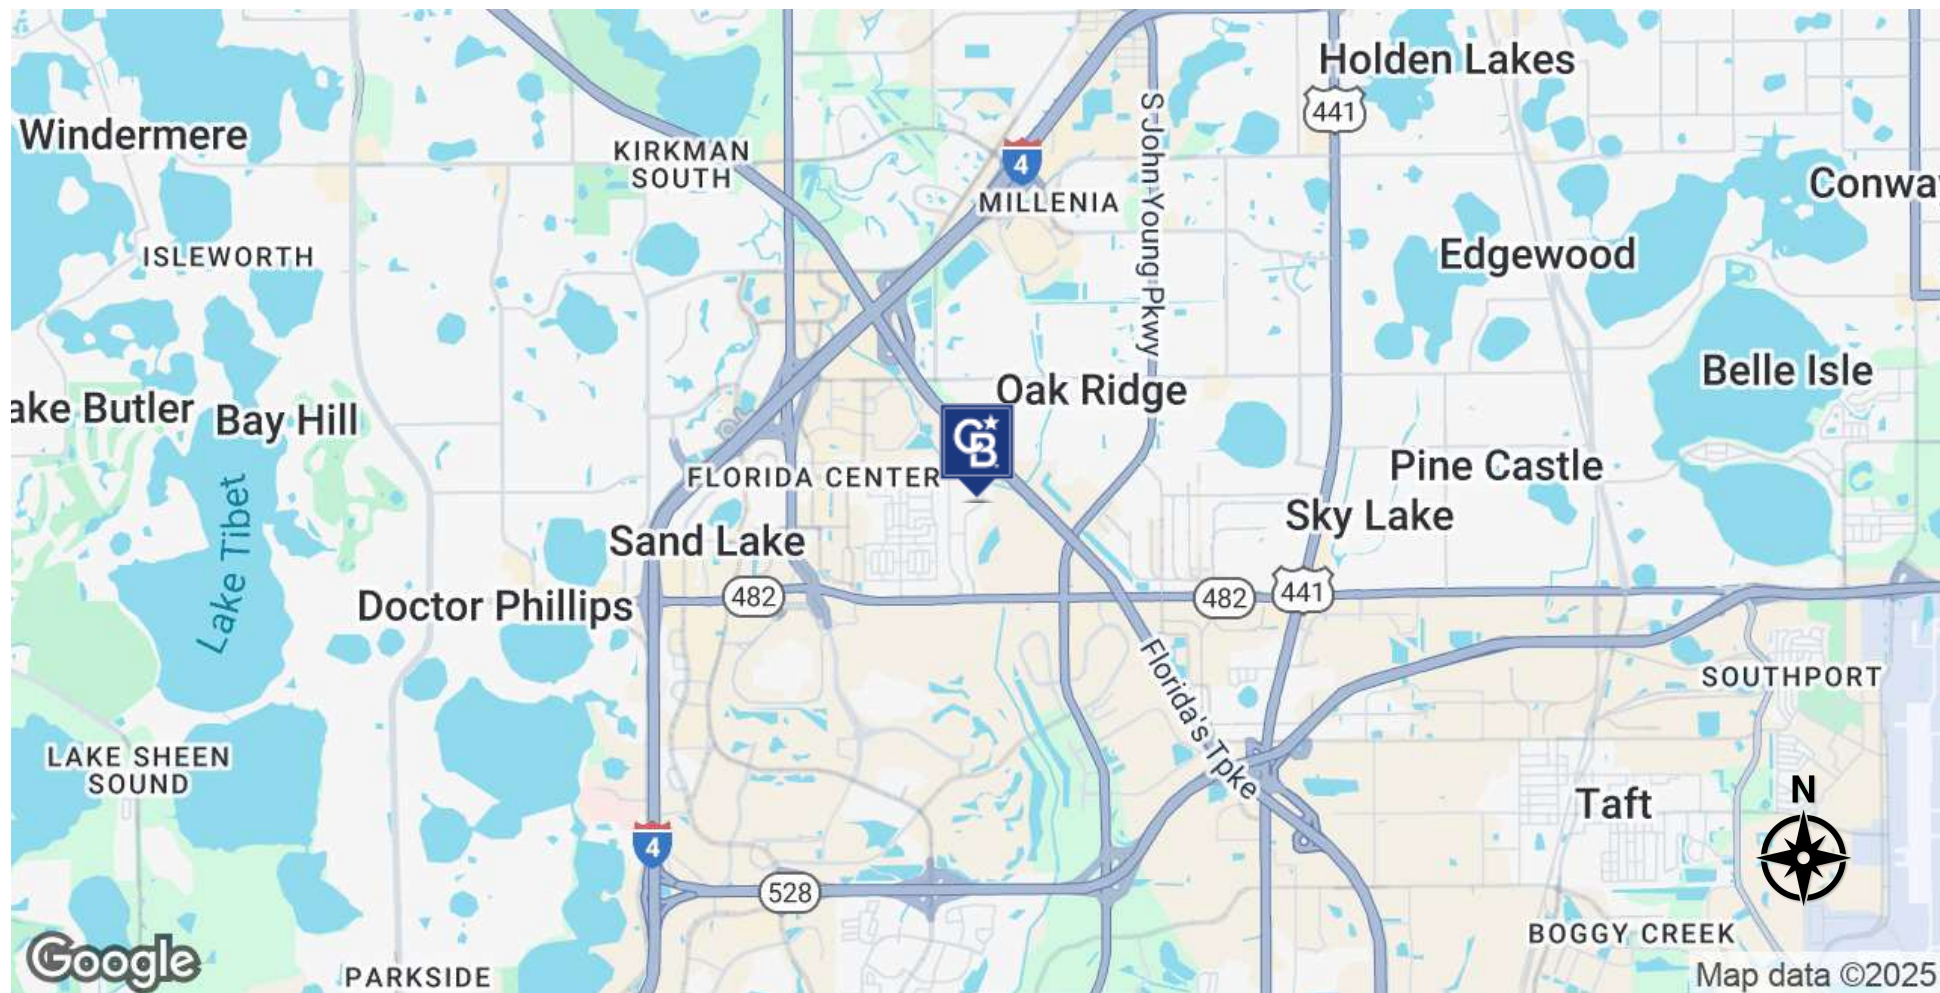 Holden Lakes
441
Windermere
KIRKMAN
SOUTH
4
MILLENIA
S John Young Pkwy
Conway
ISLEWORTH
Edgewood
Belle Isle
Oak Ridge
ake Butler
Bay Hill
CB
FLORIDA CENTER
Pine Castle
Sky Lake
Lake Tibet
Sand Lake
482
482
441
Doctor Phillips
Florida's Tpke
SOUTHPORT
LAKE SHEEN
SOUND
N
Taft
4
528
BOGGY CREEK
Google
PARKSIDE
Map data ©2025